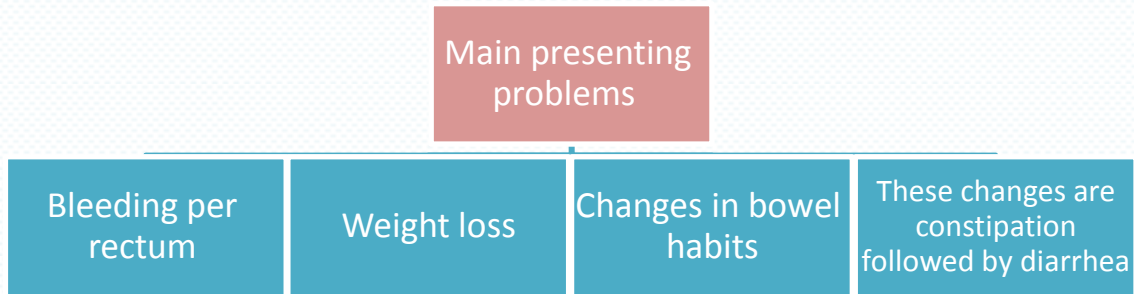 Main presenting
problems
Bleeding per
rectum
Weight loss
Changes in bowel
habits
These changes are
constipation
followed by diarrhea